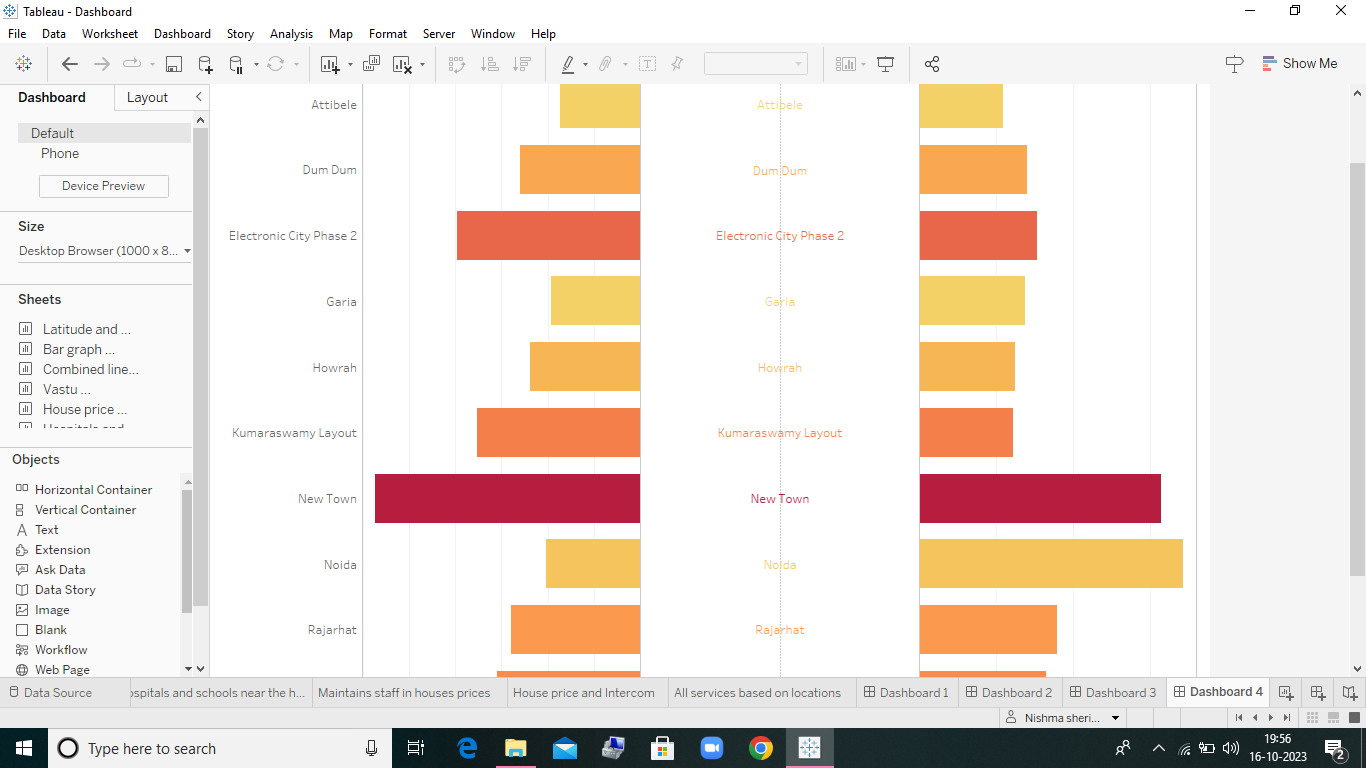 Tableau - Dashboard
File Data Worksheet Dashboard Story Analysis Map Format Server Window Help
Show Me
Dashboard Layout
Default
Phone
Device Preview
Size
Desktop Browser (1000 x 8...
Sheets
Latitude and ...
Bar graph ...
Combined line...
Vastu ...
House price ...
Hospitals and
Objects
Horizontal Container
Vertical Container
Text
Extension
Ask Data
Data Story
Image
Blank
Workflow
Web Page
Attibele Attibele
Dum Dum Dum Dum
Electronic City Phase 2 Electronic City Phase 2
Garia Garia
Howrah Howrah
Kumaraswamy Layout Kumaraswamy Layout
New Town New Town
Noida Noida
Rajarhat Rajarhat
Data Source ospitals and schools near the h... Maintains staff in houses prices House price and Intercom All services based on locations Dashboard 1 Dashboard 2 Dashboard 3 Dashboard 4
Nishma sheri...
Type here to search
19:56
16-10-2023
2